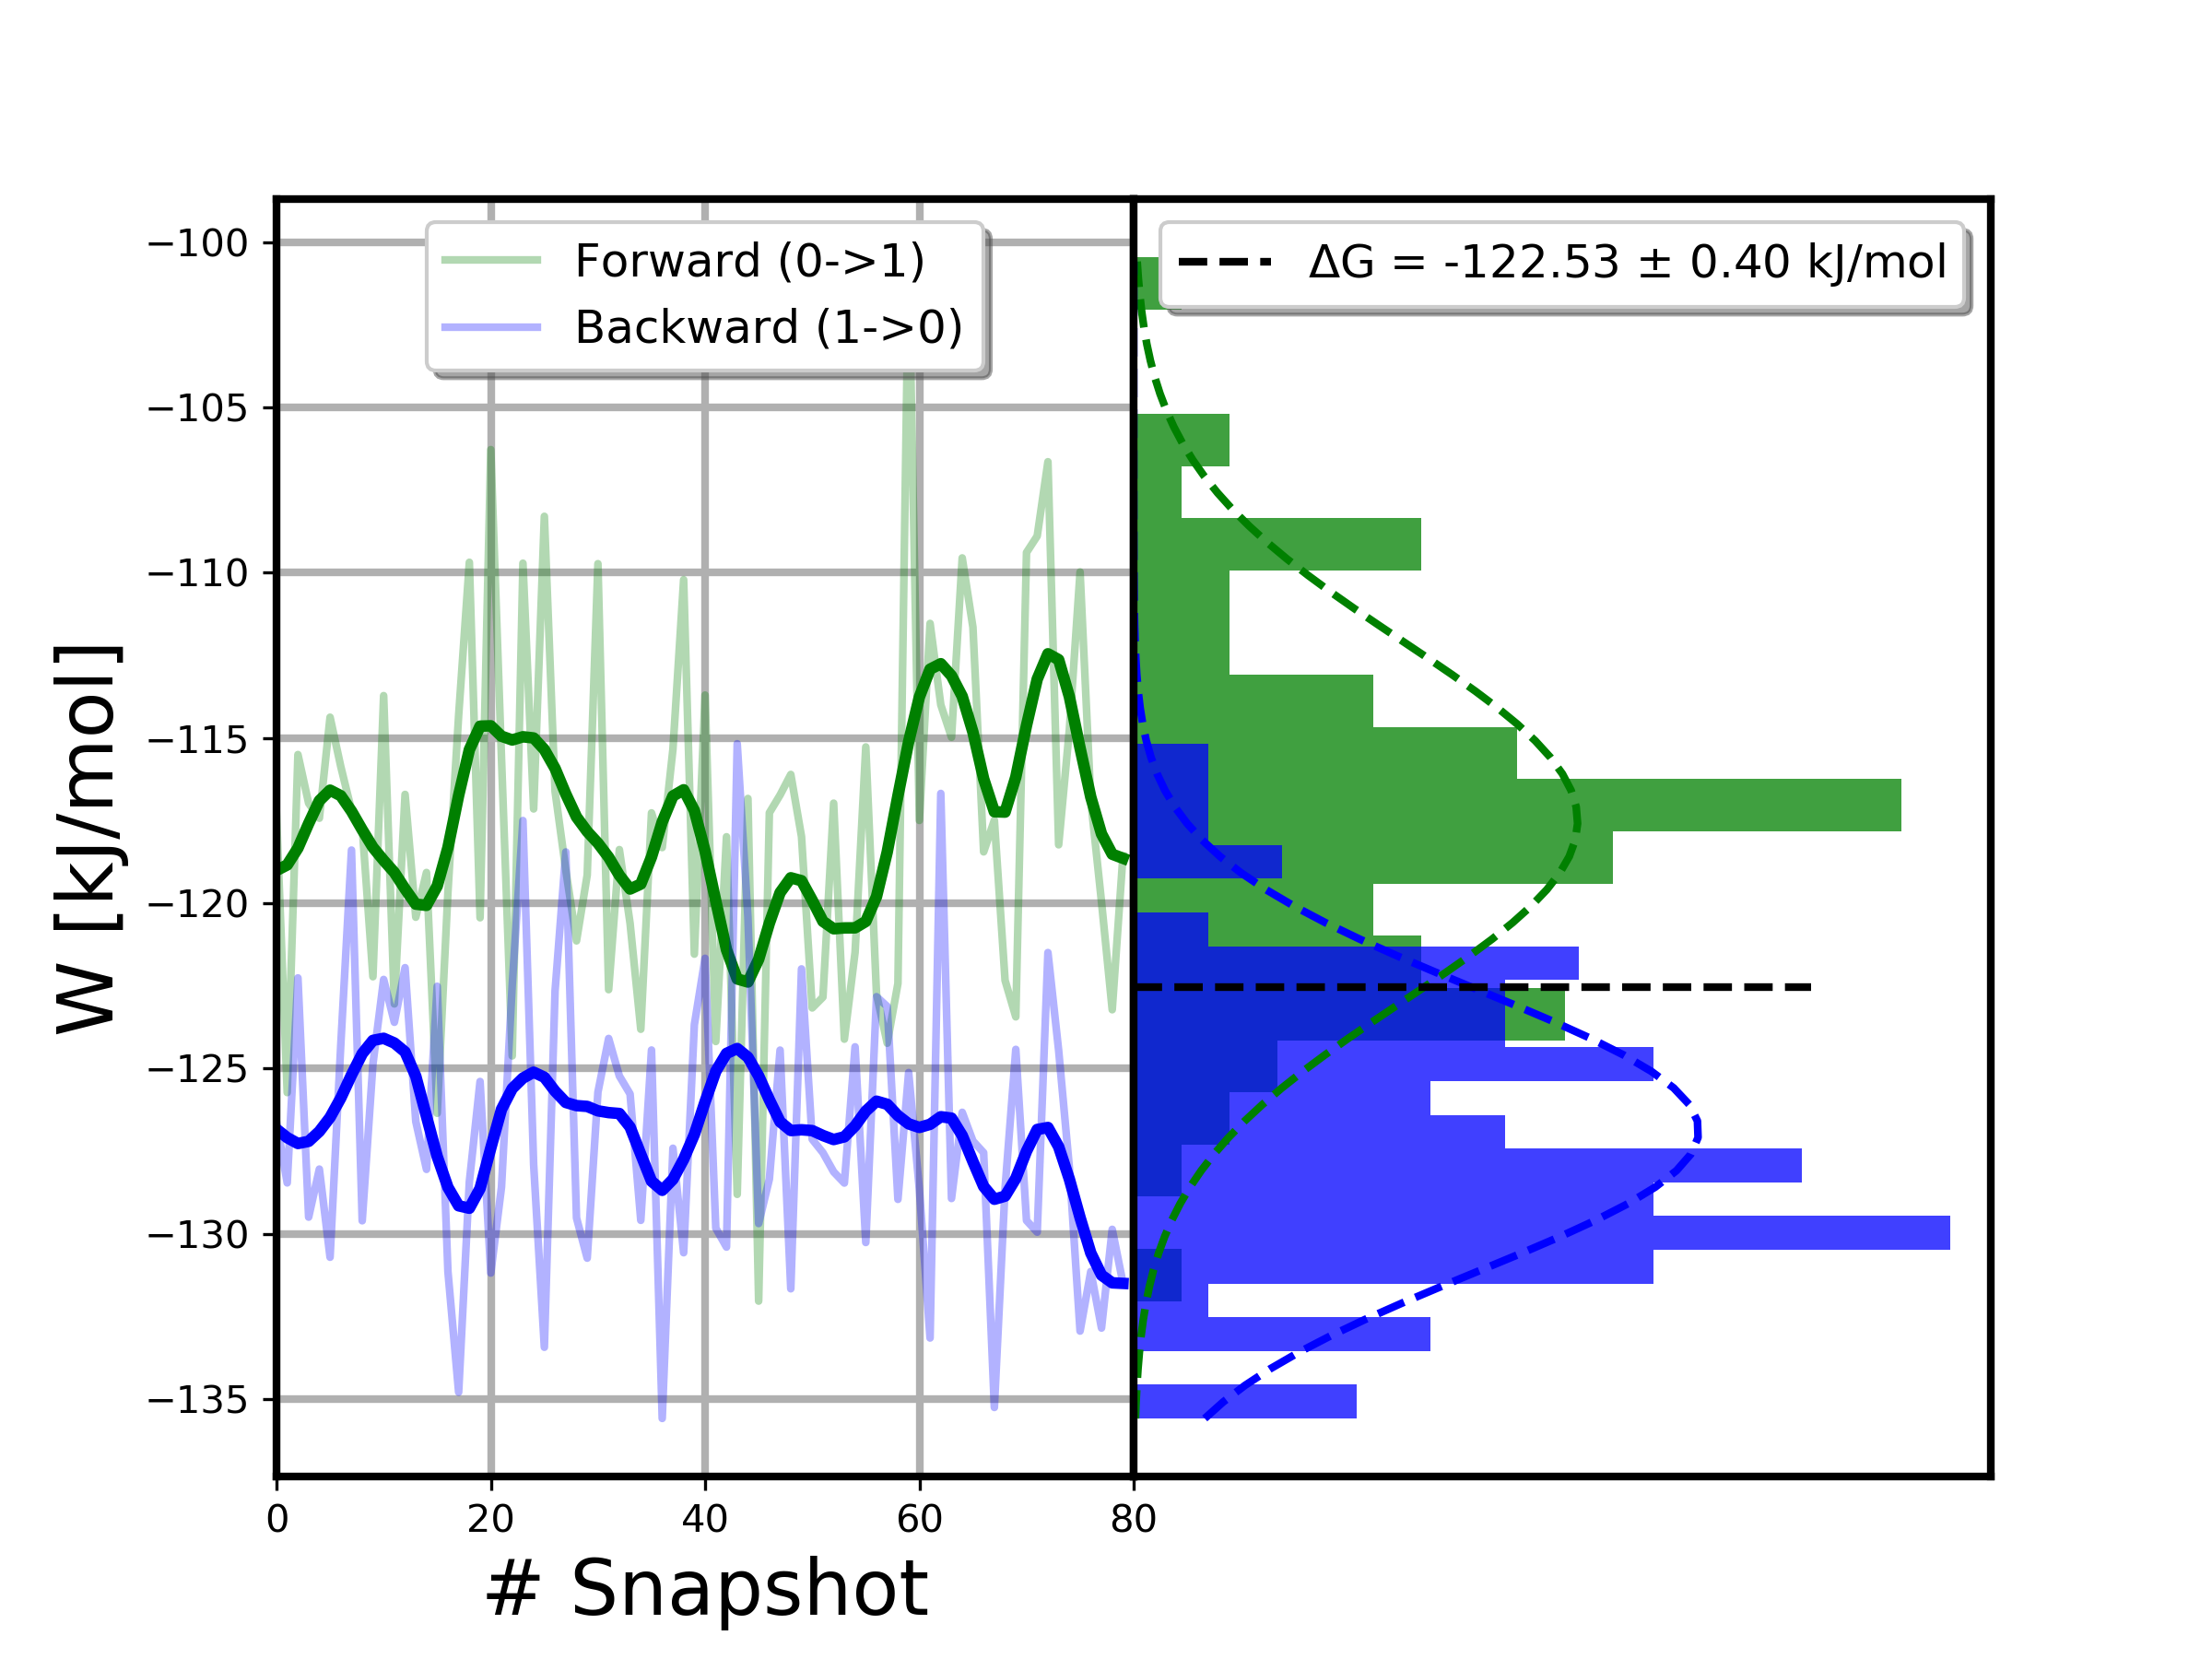 Forward (0->1)
Backward (1->0)
ΔG = -122.53 ± 0.40 kJ/mol
W [kJ/mol]
−100
−105
−110
−115
−120
−125
−130
−135
0 20 40 60 80
# Snapshot